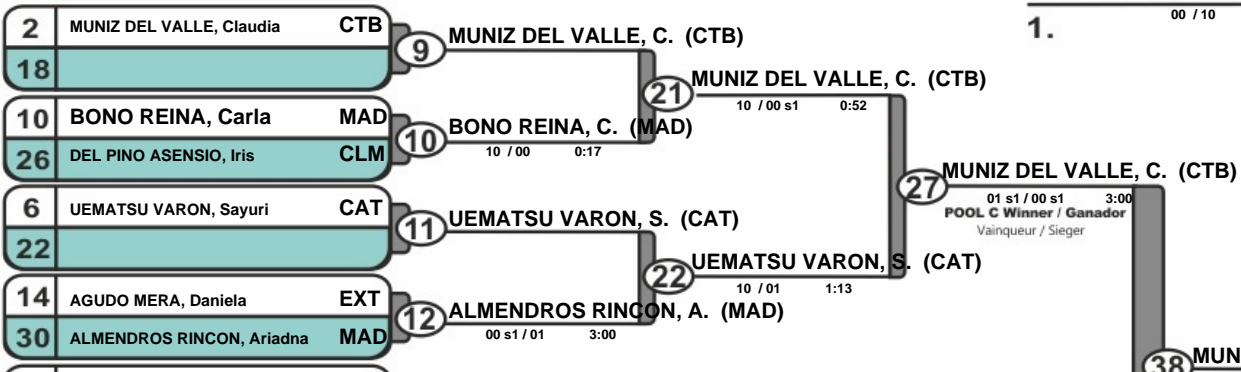 2 MUNIZ DEL VALLE, Claudia CTB
18
10 BONO REINA, Carla MAD
26 DEL PINO ASENSIO, Iris CLM
6 UEMATSU VARON, Sayuri CAT
22
14 AGUDO MERA, Daniela EXT
30 ALMENDROS RINCON, Ariadna MAD
9 MUNIZ DEL VALLE, C. (CTB)
10 BONO REINA, C. (MAD)
10 / 00 0:17
11 UEMATSU VARON, S. (CAT)
12 ALMENDROS RINCON, A. (MAD)
00 s1 / 01 3:00
21 MUNIZ DEL VALLE, C. (CTB)
10 / 00 s1 0:52
22 UEMATSU VARON, S. (CAT)
10 / 01 1:13
27 MUNIZ DEL VALLE, C. (CTB)
01 s1 / 00 s1 3:00
POOL C Winner / Ganador
Vainqueur / Sieger
00 / 10
1.
38 MUN